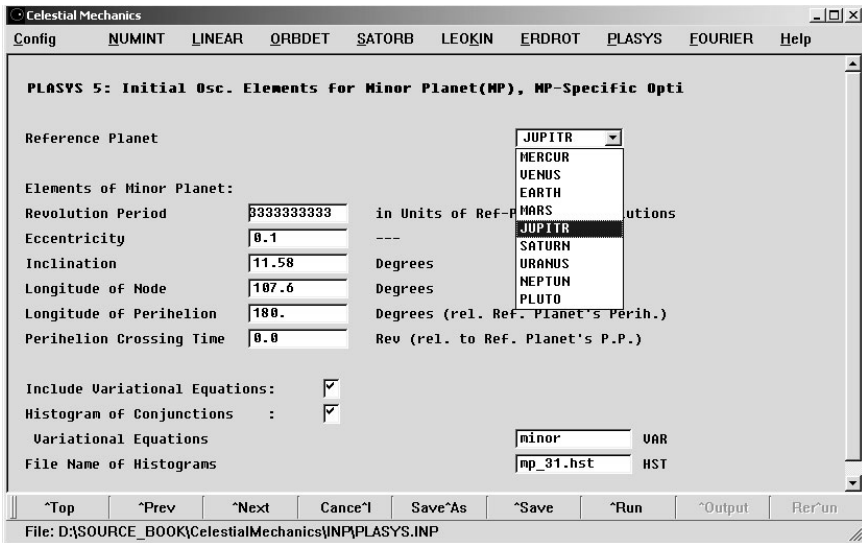 Celestial Mechanics
Config NUMINT LINEAR ORBDET SATORB LEOKIN ERDROT PLASYS FOURIER Help
PLASYS 5: Initial Osc. Elements for Minor Planet(MP), MP-Specific Opti
Reference Planet JUPITR
MERCUR
VENUS
EARTH
MARS
JUPITR
SATURN
URANUS
NEPTUN
PLUTO
Elements of Minor Planet:
Revolution Period 3333333333 in Units of Ref-P utions
Eccentricity 0.1 ---
Inclination 11.58 Degrees
Longitude of Node 107.6 Degrees
Longitude of Perihelion 180. Degrees (rel. Ref. Planet's Perih.)
Perihelion Crossing Time 0.0 Rev (rel. to Ref. Planet's P.P.)
Include Variational Equations:
Histogram of Conjunctions :
Variational Equations minor VAR
File Name of Histograms mp_31.hst HST
^Top ^Prev ^Next Cance^l Save^As ^Save ^Run ^Output Rer^un
File: D:\SOURCE_BOOK\CelestialMechanics\INP\PLASYS.INP